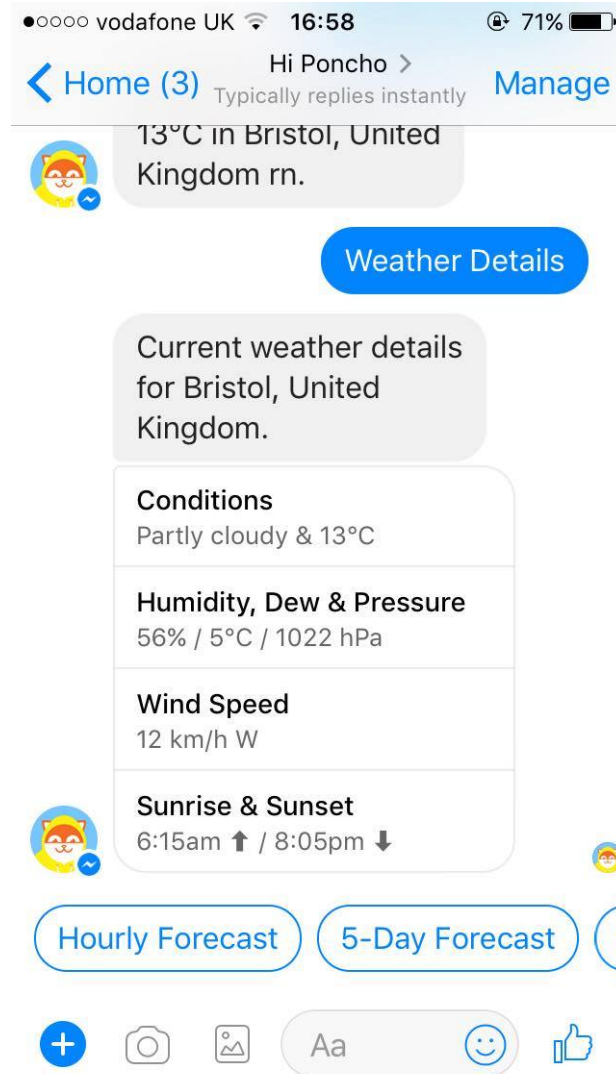 vodafone UK 16:58 71%
Home (3) Hi Poncho > Manage
Typically replies instantly
13°C in Bristol, United
Kingdom rn.
Weather Details
Current weather details
for Bristol, United
Kingdom.
Conditions
Partly cloudy & 13°C
Humidity, Dew & Pressure
56% / 5°C / 1022 hPa
Wind Speed
12 km/h W
Sunrise & Sunset
6:15am ⬆ / 8:05pm ⬇
Hourly Forecast 5-Day Forecast
Aa